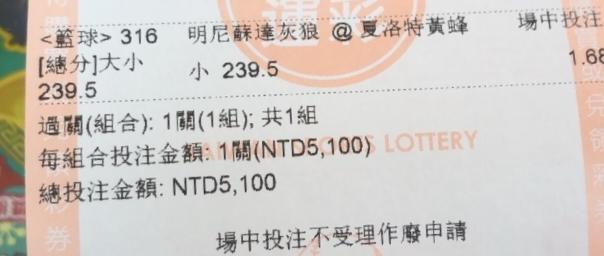 <籃球> 316 明尼蘇達灰狼 @ 夏洛特黃蜂 場中投注
[總分]大小 小 239.5 1.68
239.5
過關(組合): 1關(1組); 共1組
每組合投注金額: 1關(NTD5,100)
LOTTERY
總投注金額: NTD5,100
場中投注不受理作廢申請